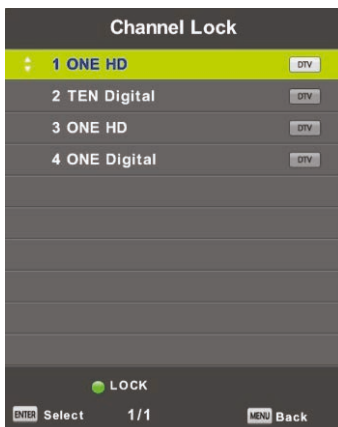 Channel Lock
1 ONE HD DTV
2 TEN Digital DTV
3 ONE HD DTV
4 ONE Digital DTV
LOCK
ENTER Select 1/1 MENU Back